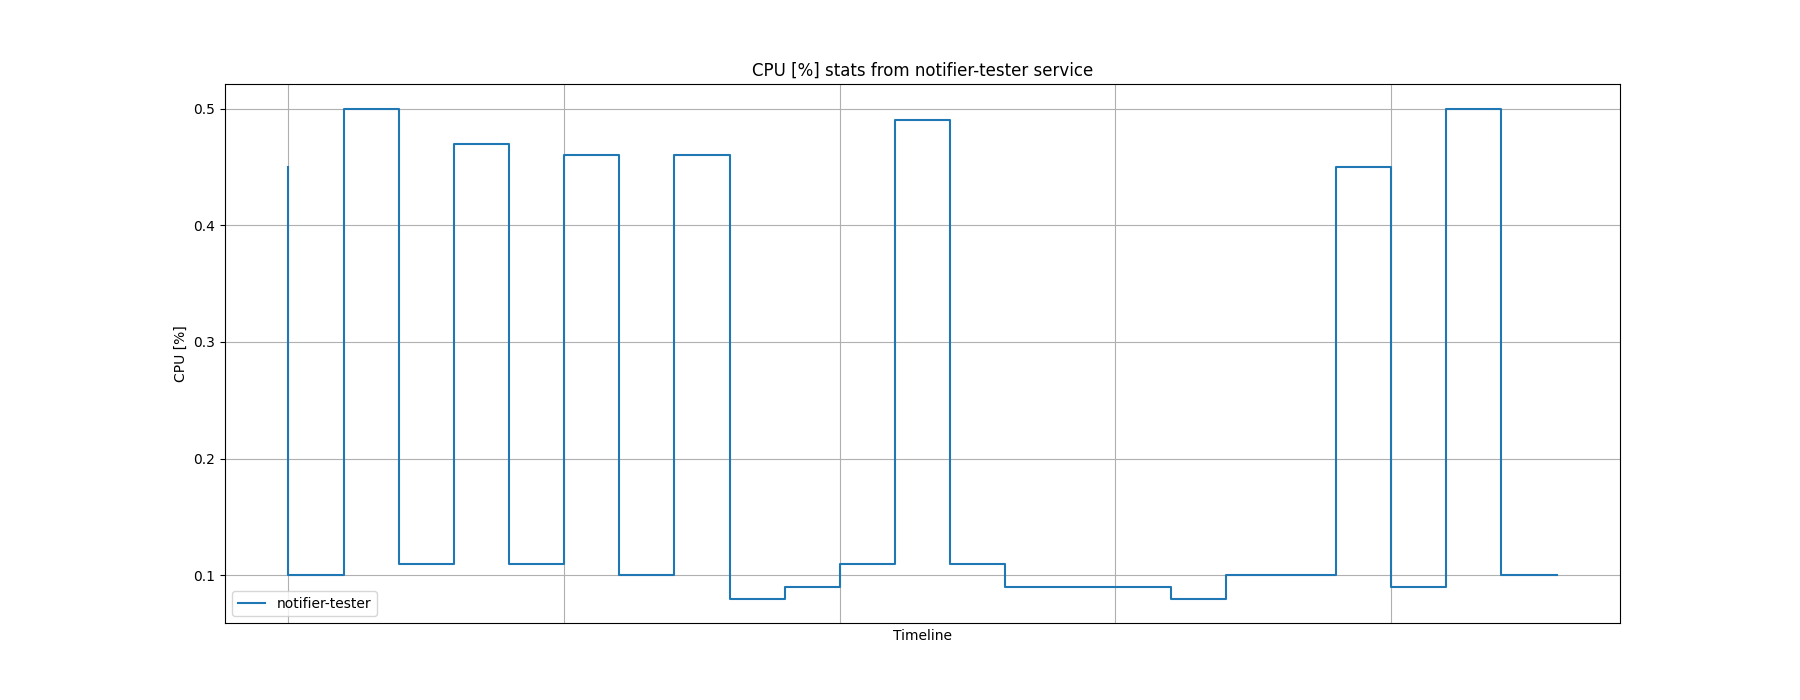 CPU [%] stats from notifier-tester service
0.5
0.4
0.3
0.2
0.1
CPU [%]
notifier-tester
Timeline